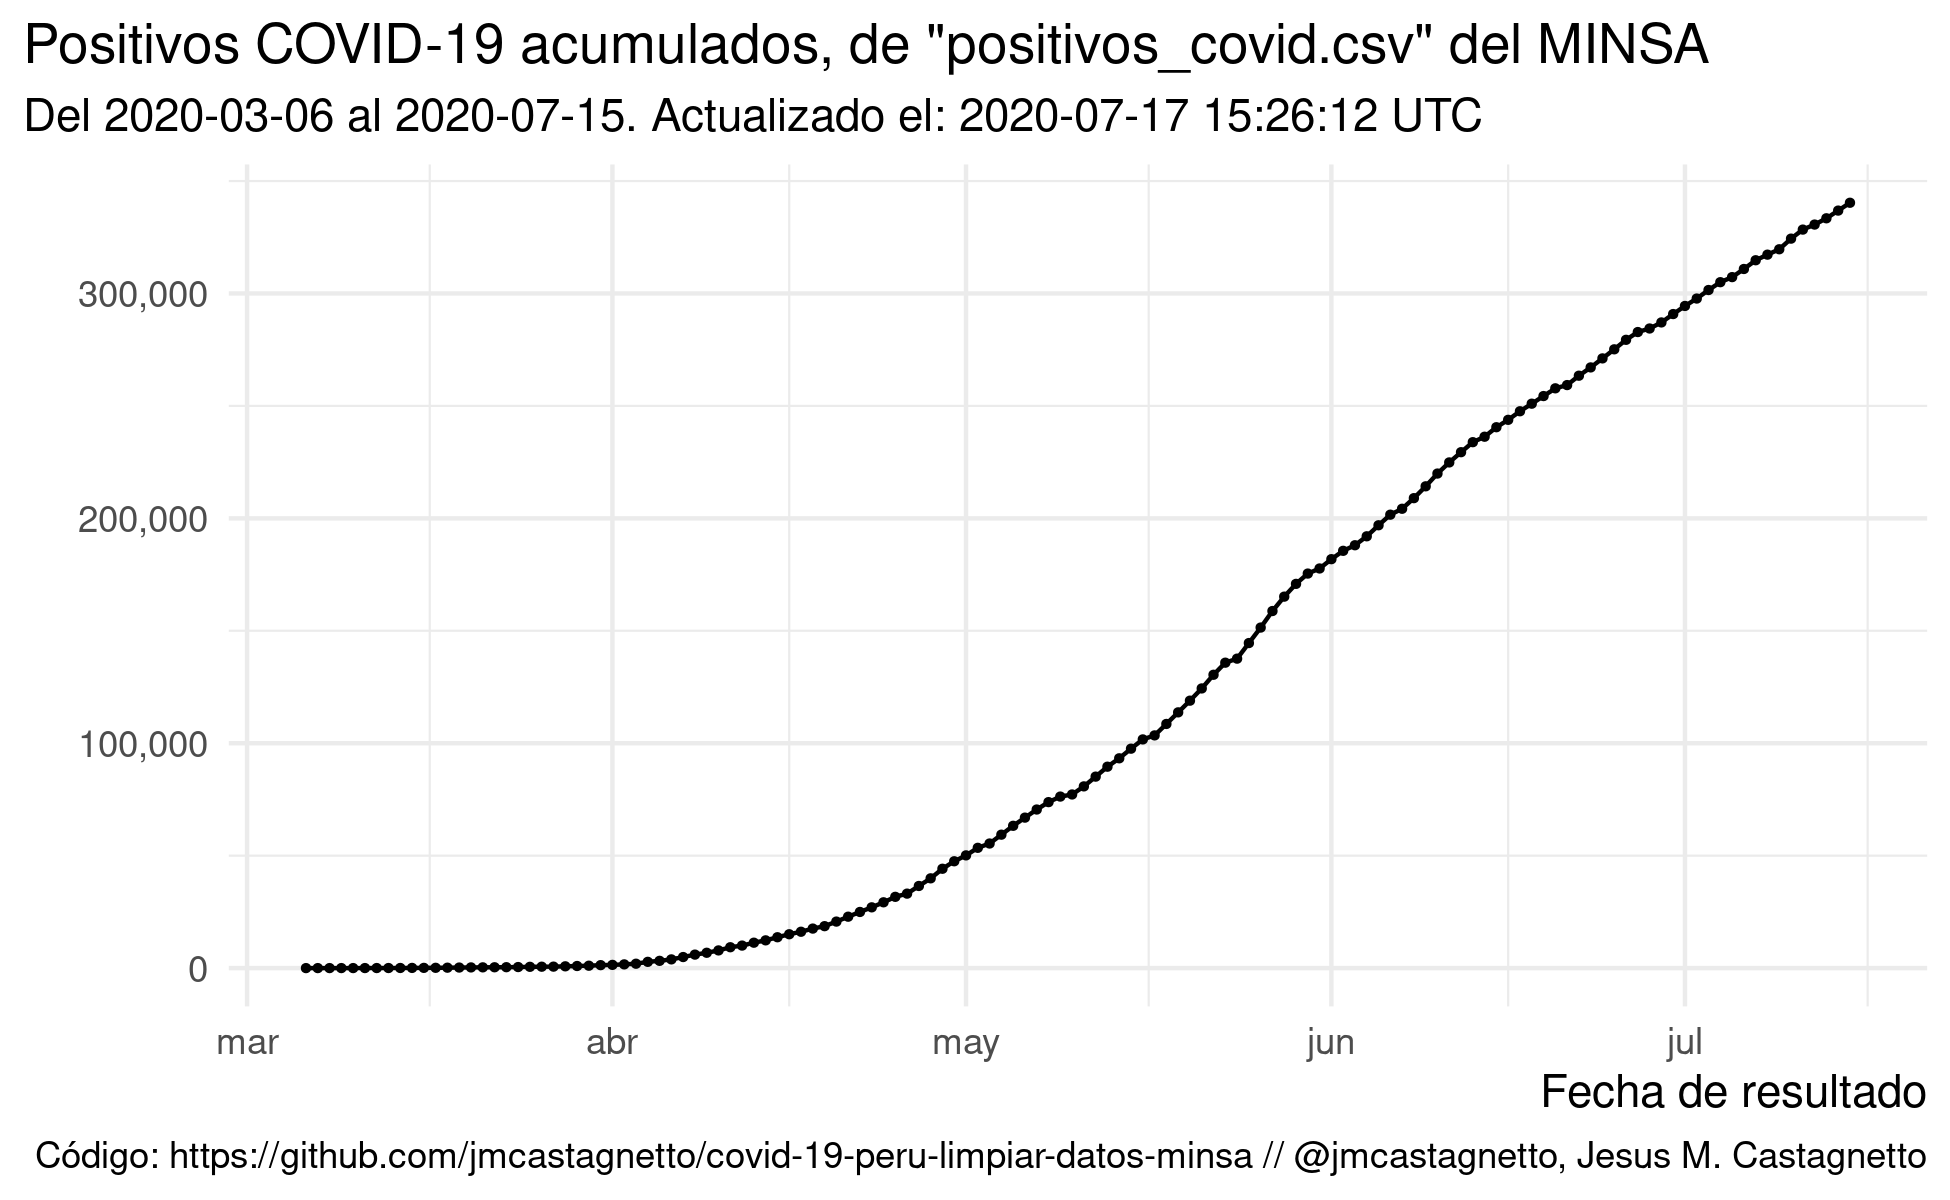 Positivos COVID-19 acumulados, de "positivos_covid.csv" del MINSA
Del 2020-03-06 al 2020-07-15. Actualizado el: 2020-07-17 15:26:12 UTC
300,000
200,000
100,000
0
mar abr may jun jul
Fecha de resultado
Código: https://github.com/jmcastagnetto/covid-19-peru-limpiar-datos-minsa // @jmcastagnetto, Jesus M. Castagnetto